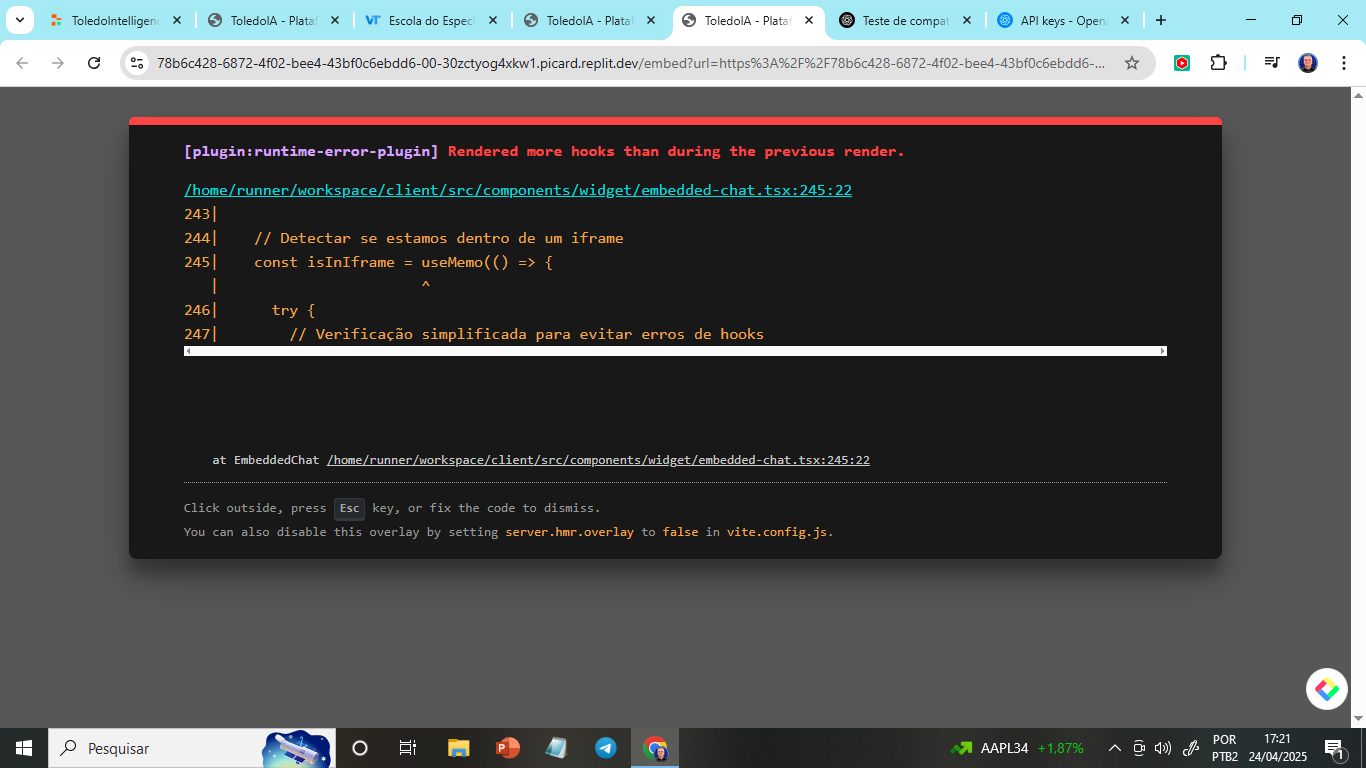 ToledoIntelligenc
ToledoIA - Plataf
Escola do Especi
ToledoIA - Plataf
ToledoIA - Plataf
Teste de compat
API keys - OpenA
78b6c428-6872-4f02-bee4-43bf0c6ebdd6-00-30zctyog4xkw1.picard.replit.dev/embed?url=https%3A%2F%2F78b6c428-6872-4f02-bee4-43bf0c6ebdd6-...
[plugin:runtime-error-plugin] Rendered more hooks than during the previous render.
/home/runner/workspace/client/src/components/widget/embedded-chat.tsx:245:22
243|
244|    // Detectar se estamos dentro de um iframe
245|    const isInIframe = useMemo(() => {
   |                       ^
246|      try {
247|        // Verificação simplificada para evitar erros de hooks
at EmbeddedChat /home/runner/workspace/client/src/components/widget/embedded-chat.tsx:245:22
Click outside, press Esc key, or fix the code to dismiss.
You can also disable this overlay by setting server.hmr.overlay to false in vite.config.js.
Pesquisar
AAPL34 +1,87%
POR
PTB2
17:21
24/04/2025
1